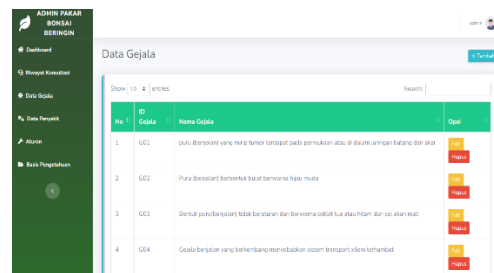 ADMIN PAKAR
BONSAI
BERINGIN
admin
Dashboard
Data Gejala
+ Tambah
Riwayat Konsultasi
Show 10 entries
Search:
Data Gejala
No
ID
Gejala
Nama Gejala
Opsi
Data Penyakit
1 G01 puru (benjolan) yang mirip tumor terdapat pada permukaan atau di dalam jaringan batang dan akar
Edit
Hapus
Aturan
Basis Pengetahuan
2 G02 Puru (benjolan) berbentuk bulat berwarna hijau muda
Edit
Hapus
3 G03 Bentuk puru(benjolan) tidak beraturan dan berwarna coklat tua atau hitam dan sel akan mati
Edit
Hapus
4 G04 Gejala benjolan yang berkembang menyebabkan sistem transport xilem terhambat
Edit
Hapus